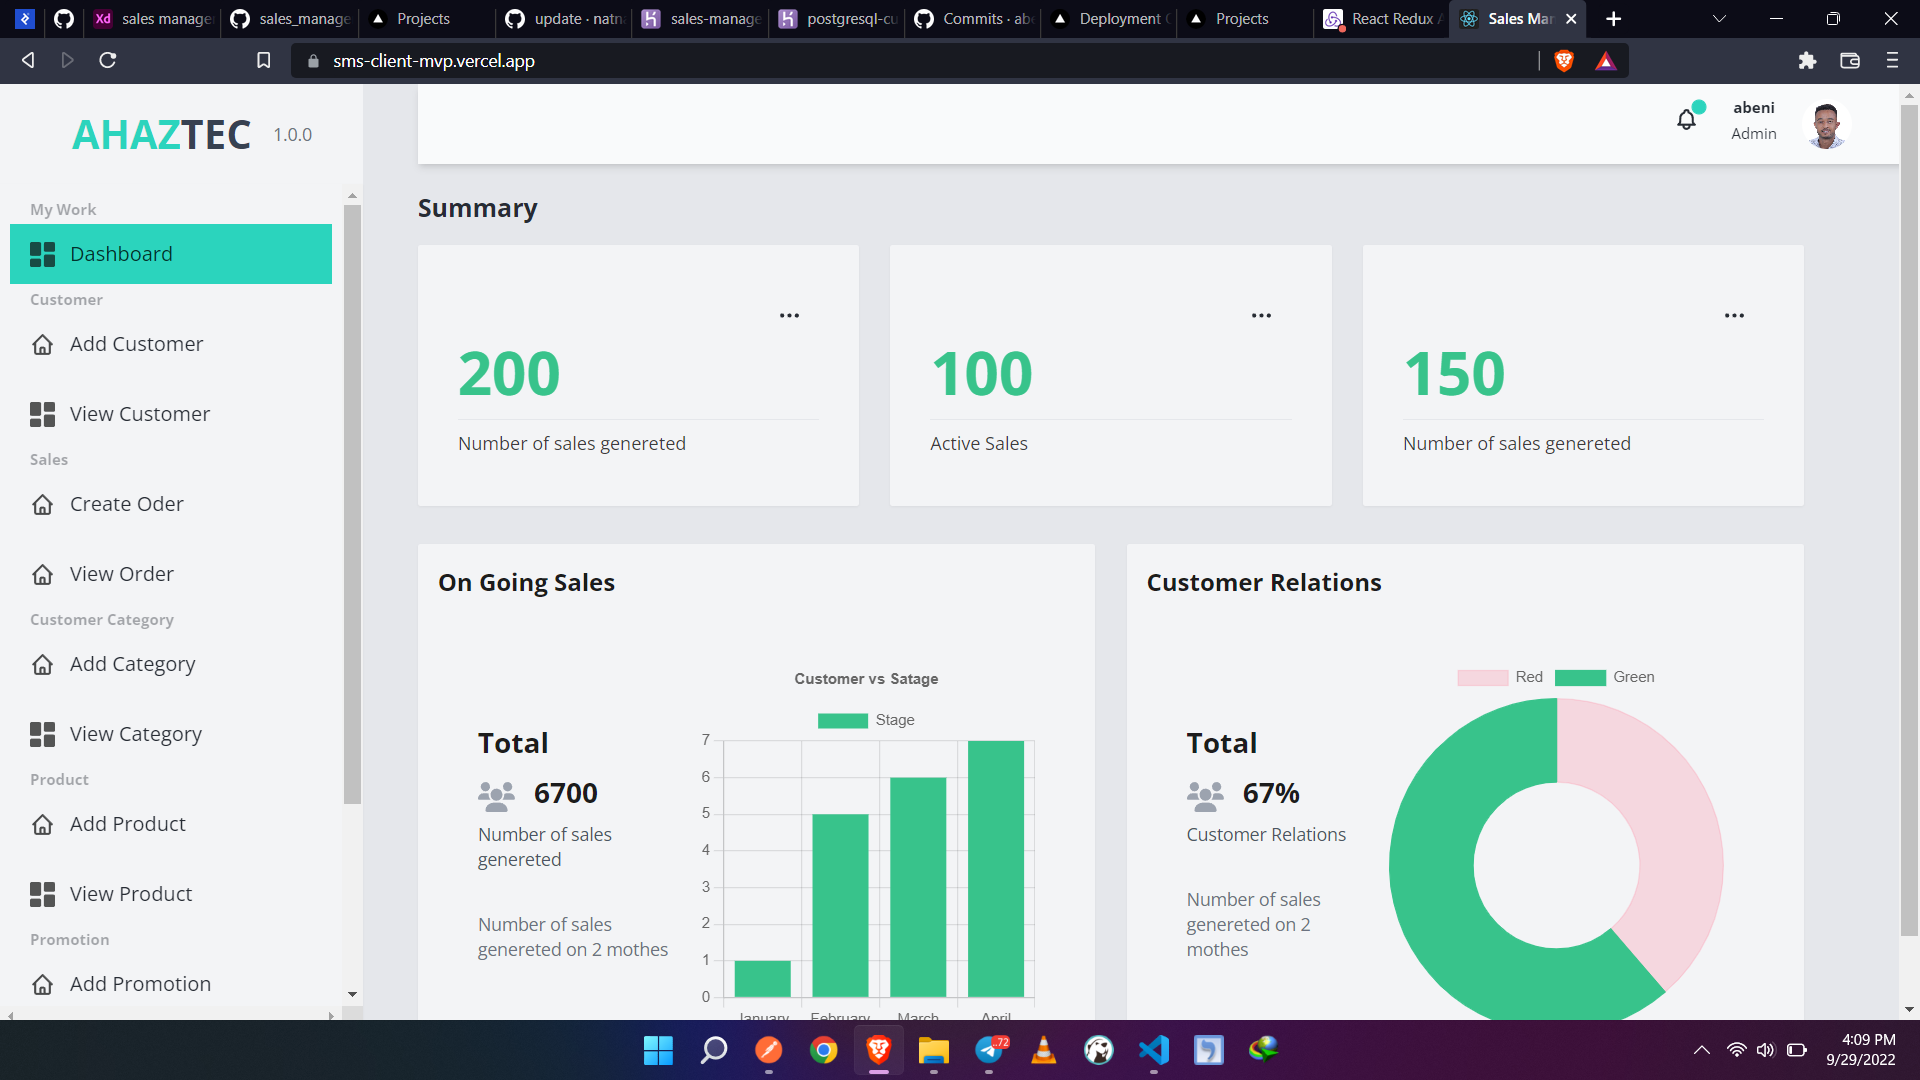 sales manage
sales_manage
Projects
update · natna
sales-manage
postgresql-cu
Commits · abe
Deployment
Projects
React Redux
Sales Ma
sms-client-mvp.vercel.app
AHAZTEC 1.0.0
abeni
Admin
My Work
Dashboard
Customer
Add Customer
View Customer
Sales
Create Oder
View Order
Customer Category
Add Category
View Category
Product
Add Product
View Product
Promotion
Add Promotion
Summary
200
Number of sales genereted
100
Active Sales
150
Number of sales genereted
On Going Sales
Total
6700
Number of sales
genereted
Number of sales
genereted on 2 mothes
Customer vs Satage
Stage
7
6
5
4
3
2
1
0
January February March April
Customer Relations
Total
67%
Customer Relations
Number of sales
genereted on 2
mothes
Red Green
..72
4:09 PM
9/29/2022